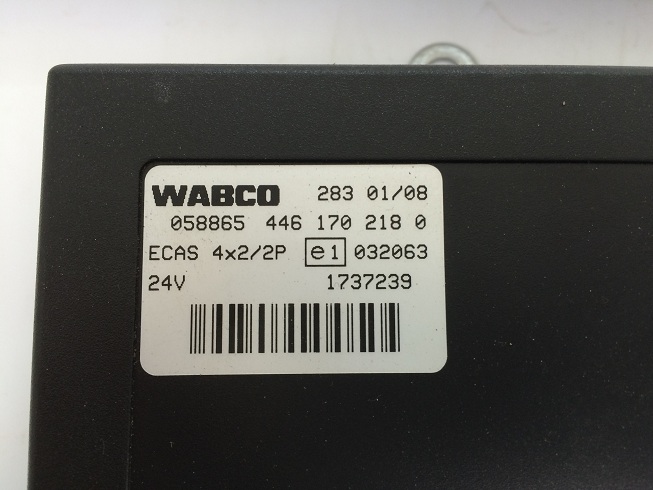 WABCO 283 01/08
058865 446 170 218 0
ECAS 4x2/2P e1 032063
24V 1737239